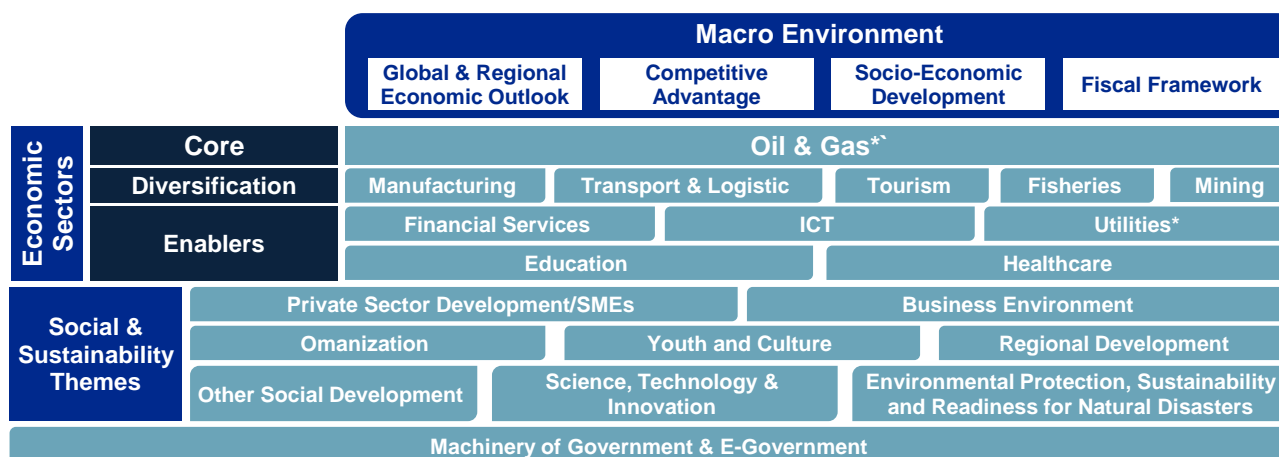 Macro Environment
Global & Regional
Economic Outlook
Competitive
Advantage
Socio-Economic
Development
Fiscal Framework
Economic
Sectors
Core
Oil & Gas*`
Diversification
Manufacturing
Transport & Logistic
Tourism
Fisheries
Mining
Enablers
Financial Services
ICT
Utilities*
Education
Healthcare
Social &
Sustainability
Themes
Private Sector Development/SMEs
Business Environment
Omanization
Youth and Culture
Regional Development
Other Social Development
Science, Technology &
Innovation
Environmental Protection, Sustainability
and Readiness for Natural Disasters
Machinery of Government & E-Government